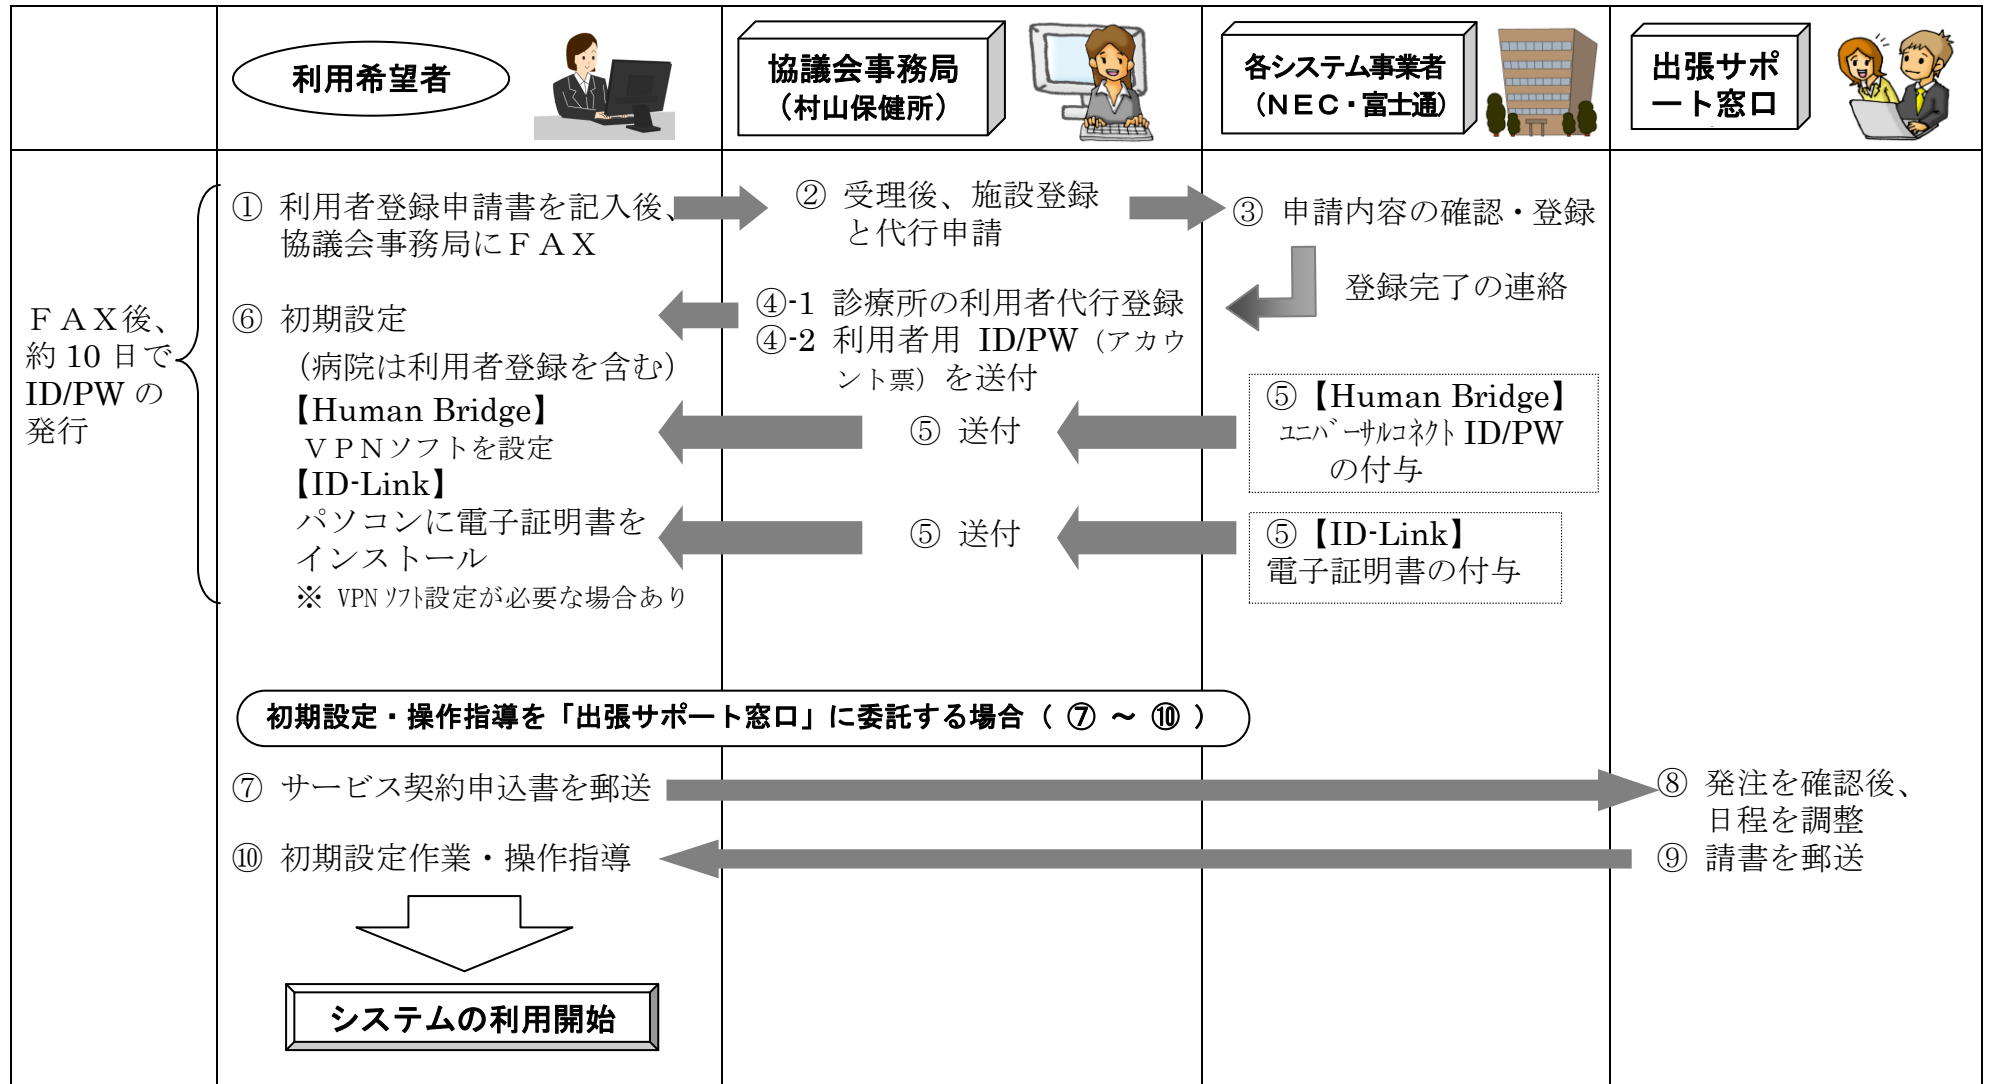 利用希望者
協議会事務局
（村山保健所）
各システム事業者
（ＮＥＣ・富士通）
出張サポ
ート窓口
ＦＡＸ後、
約 10 日で
ID/PW の
発行
① 利用者登録申請書を記入後、
協議会事務局にＦＡＸ
② 受理後、施設登録
と代行申請
③ 申請内容の確認・登録
登録完了の連絡
④-1 診療所の利用者代行登録
④-2 利用者用 ID/PW（アカウ
ント票）を送付
⑥ 初期設定
（病院は利用者登録を含む）
【Human Bridge】
ＶＰＮソフトを設定
【ID-Link】
パソコンに電子証明書を
インストール
※ VPN ｿﾌﾄ設定が必要な場合あり
⑤ 送付
⑤ 送付
⑤【Human Bridge】
ﾕﾆﾊﾞｰｻﾙｺﾈｸﾄ ID/PW
の付与
⑤【ID-Link】
電子証明書の付与
初期設定・操作指導を「出張サポート窓口」に委託する場合（ ⑦ ～ ⑩ ）
⑦ サービス契約申込書を郵送
⑧ 発注を確認後、
日程を調整
⑨ 請書を郵送
⑩ 初期設定作業・操作指導
システムの利用開始